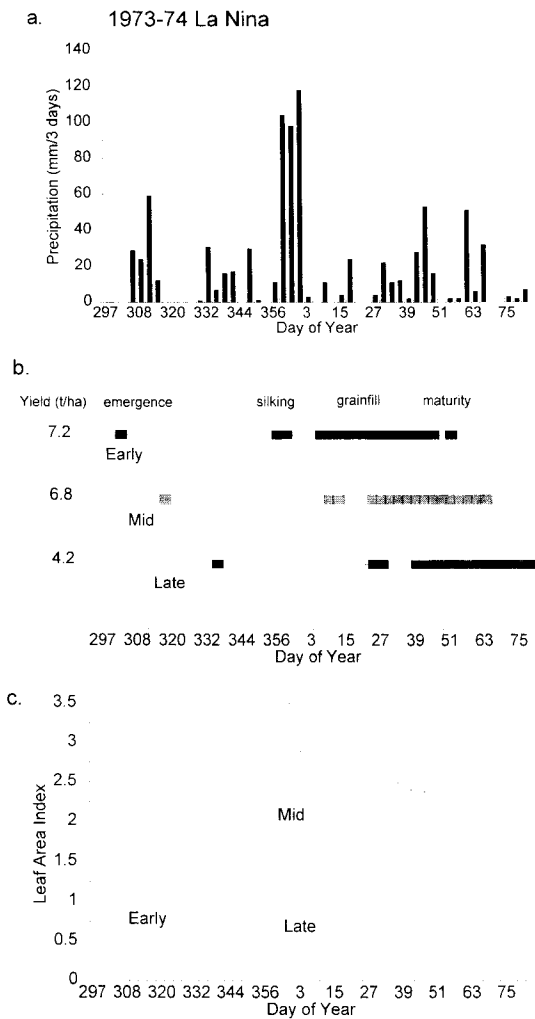 a. 1973-74 La Nina
140
120
100
80
60
40
20
0
Precipitation (mm/3 days)
297 308 320 332 344 356 3 15 27 39 51 63 75
Day of Year
b.
Yield (t/ha) emergence silking grainfill maturity
7.2
Early
6.8
Mid
4.2
Late
297 308 320 332 344 356 3 15 27 39 51 63 75
Day of Year
c.
3.5
3
2.5
2
1.5
1
0.5
0
Leaf Area Index
Mid
Early
Late
297 308 320 332 344 356 3 15 27 39 51 63 75
Day of Year